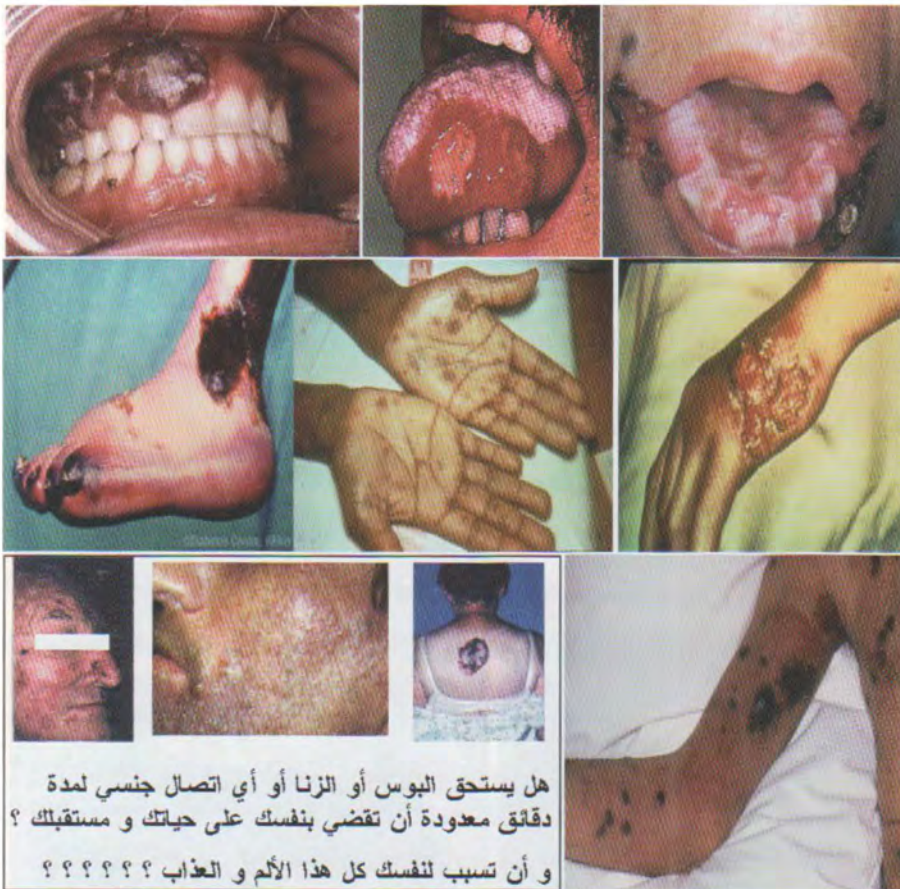 هل يستحق البوس أو الزنا أو أي اتصال جنسي لمدة
دقائق معدودة أن تقضي بنفسك على حياتك و مستقبلك ؟
و أن تسبب لنفسك كل هذا الألم و العذاب ؟ ؟ ؟ ؟ ؟ ؟